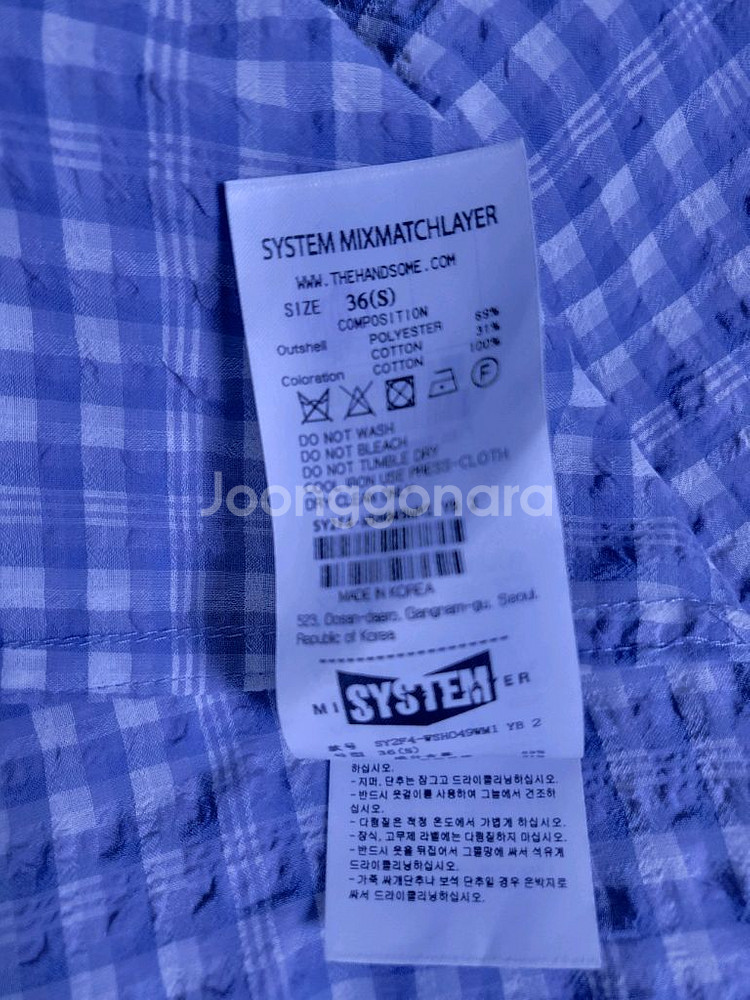 SYSTEM MIXMATCHLAYER
WWW.THEHANDSOME.COM
SIZE 36(S)
COMPOSITION
Outshell POLYESTER 69%
COTTON 31%
Coloration COTTON 100%
F
DO NOT WASH
DO NOT BLEACH
DO NOT TUMBLE DRY
COOL IRON USE PRESS-CLOTH
Joonggonara
MADE IN KOREA
523, Dosan-daero, Gangnam-gu, Seoul,
Republic of Korea
SYSTEM
SY2F4-WSH049WM1 YB 2
36(S)
하십시오.
- 지퍼, 단추는 잠그고 드라이클리닝하십시오.
- 반드시 옷걸이를 사용하여 그늘에서 건조하
십시오.
- 다림질은 적정 온도에서 가볍게 하십시오.
- 장식, 고무제 라벨에는 다림질하지 마십시오.
- 반드시 옷을 뒤집어서 그물망에 싸서 석유계
드라이클리닝하십시오.
- 가죽 싸개단추나 보석 단추일 경우 은박지로
싸서 드라이클리닝하십시오.